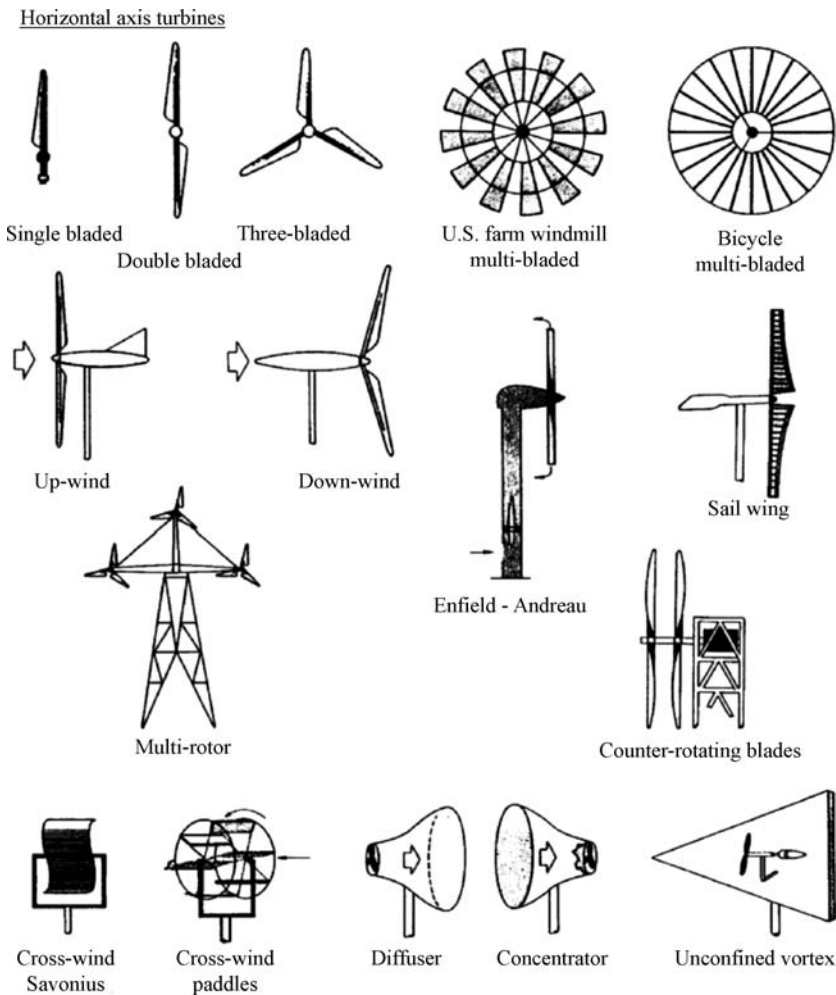 Horizontal axis turbines
Single bladed
Double bladed
Three-bladed
U.S. farm windmill
multi-bladed
Bicycle
multi-bladed
Up-wind
Down-wind
Enfield - Andreau
Sail wing
Multi-rotor
Counter-rotating blades
Cross-wind
Savonius
Cross-wind
paddles
Diffuser
Concentrator
Unconfined vortex